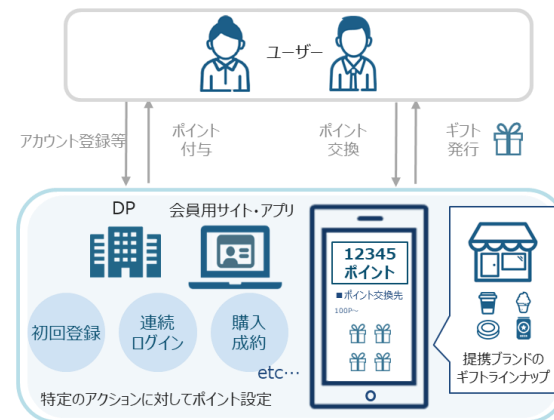 ユーザー
アカウント登録等
ポイント
付与
ポイント
交換
ギフト
発行
DP
会員用サイト・アプリ
初回登録
連続
ログイン
購入
成約
etc…
特定のアクションに対してポイント設定
12345
ポイント
■ポイント交換先
100P～
提携ブランドの
ギフトラインナップ